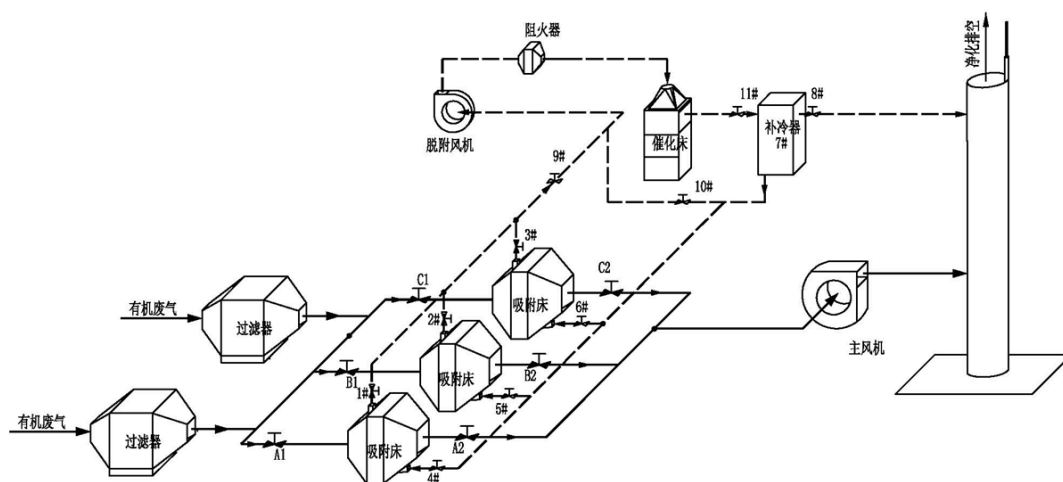 净化排空
阻火器
11#
8#
补冷器
7#
脱附风机
催化床
9#
10#
3#
C1
C2
有机废气
过滤器
吸附床
6#
2#
主风机
B1
B2
吸附床
1#
5#
有机废气
过滤器
吸附床
A1
A2
4#